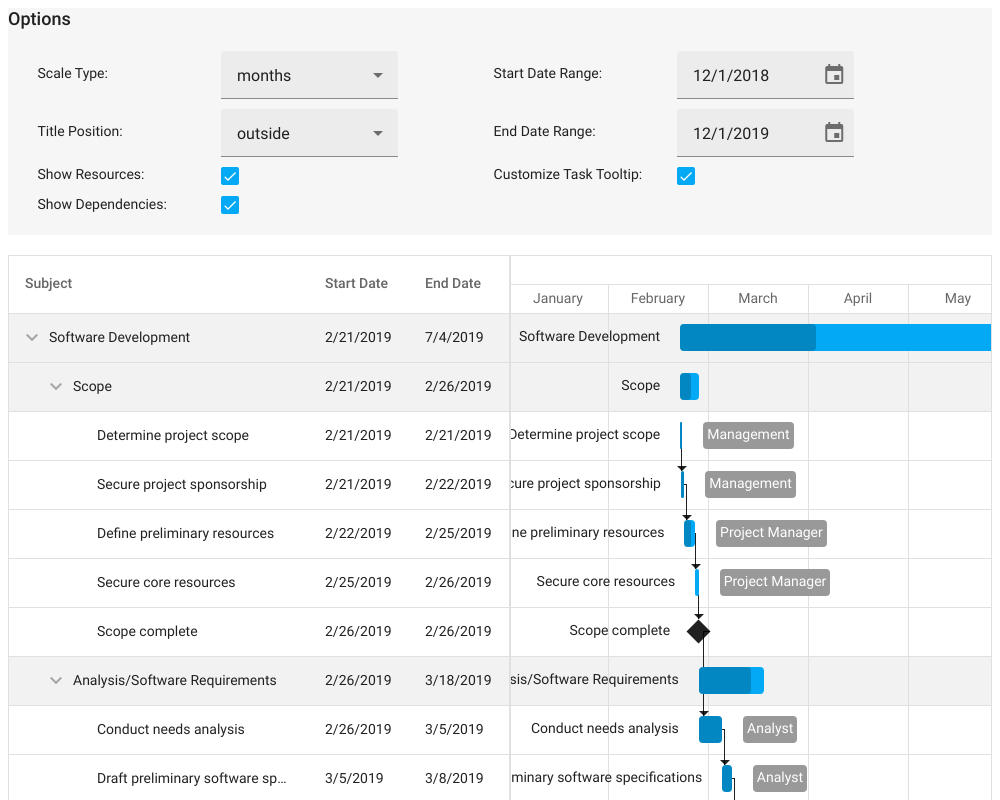 Options
Scale Type: months Start Date Range: 12/1/2018
Title Position: outside End Date Range: 12/1/2019
Show Resources: Customize Task Tooltip:
Show Dependencies:
Subject Start Date End Date
January February March April May
Software Development 2/21/2019 7/4/2019 Software Development
Scope 2/21/2019 2/26/2019 Scope
Determine project scope 2/21/2019 2/21/2019 Determine project scope Management
Secure project sponsorship 2/21/2019 2/22/2019 cure project sponsorship Management
Define preliminary resources 2/22/2019 2/25/2019 ne preliminary resources Project Manager
Secure core resources 2/25/2019 2/26/2019 Secure core resources Project Manager
Scope complete 2/26/2019 2/26/2019 Scope complete
Analysis/Software Requirements 2/26/2019 3/18/2019 sis/Software Requirements
Conduct needs analysis 2/26/2019 3/5/2019 Conduct needs analysis Analyst
Draft preliminary software sp... 3/5/2019 3/8/2019 minary software specifications Analyst